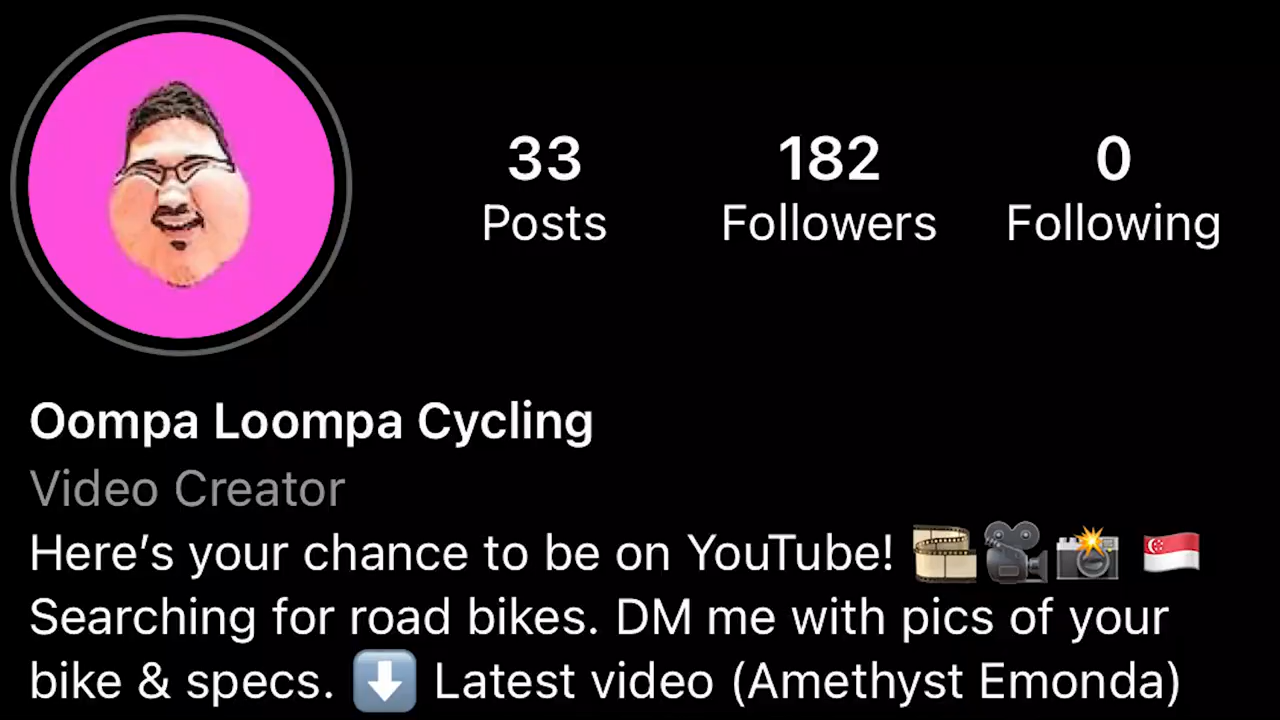 33 182 0
Posts Followers Following
Oompa Loompa Cycling
Video Creator
Here’s your chance to be on YouTube! 🎞️🎥📸 🇸🇬
Searching for road bikes. DM me with pics of your
bike & specs. ⬇️ Latest video (Amethyst Emonda)